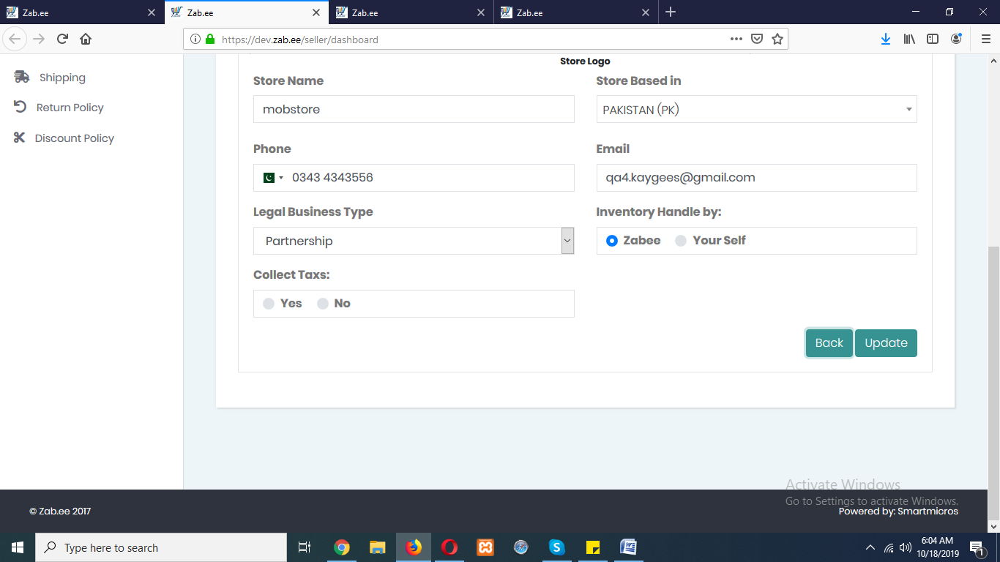 Zab.ee
Zab.ee
Zab.ee
Zab.ee
https://dev.zab.ee/seller/dashboard
Shipping
Return Policy
Discount Policy
Store Logo
Store Name
Store Based in
mobstore
PAKISTAN (PK)
Phone
Email
0343 4343556
qa4.kaygees@gmail.com
Legal Business Type
Inventory Handle by:
Partnership
Zabee
Your Self
Collect Taxs:
Yes
No
Back
Update
Activate Windows
Go to Settings to activate Windows.
© Zab.ee 2017
Powered by: Smartmicros
Type here to search
6:04 AM
10/18/2019
1